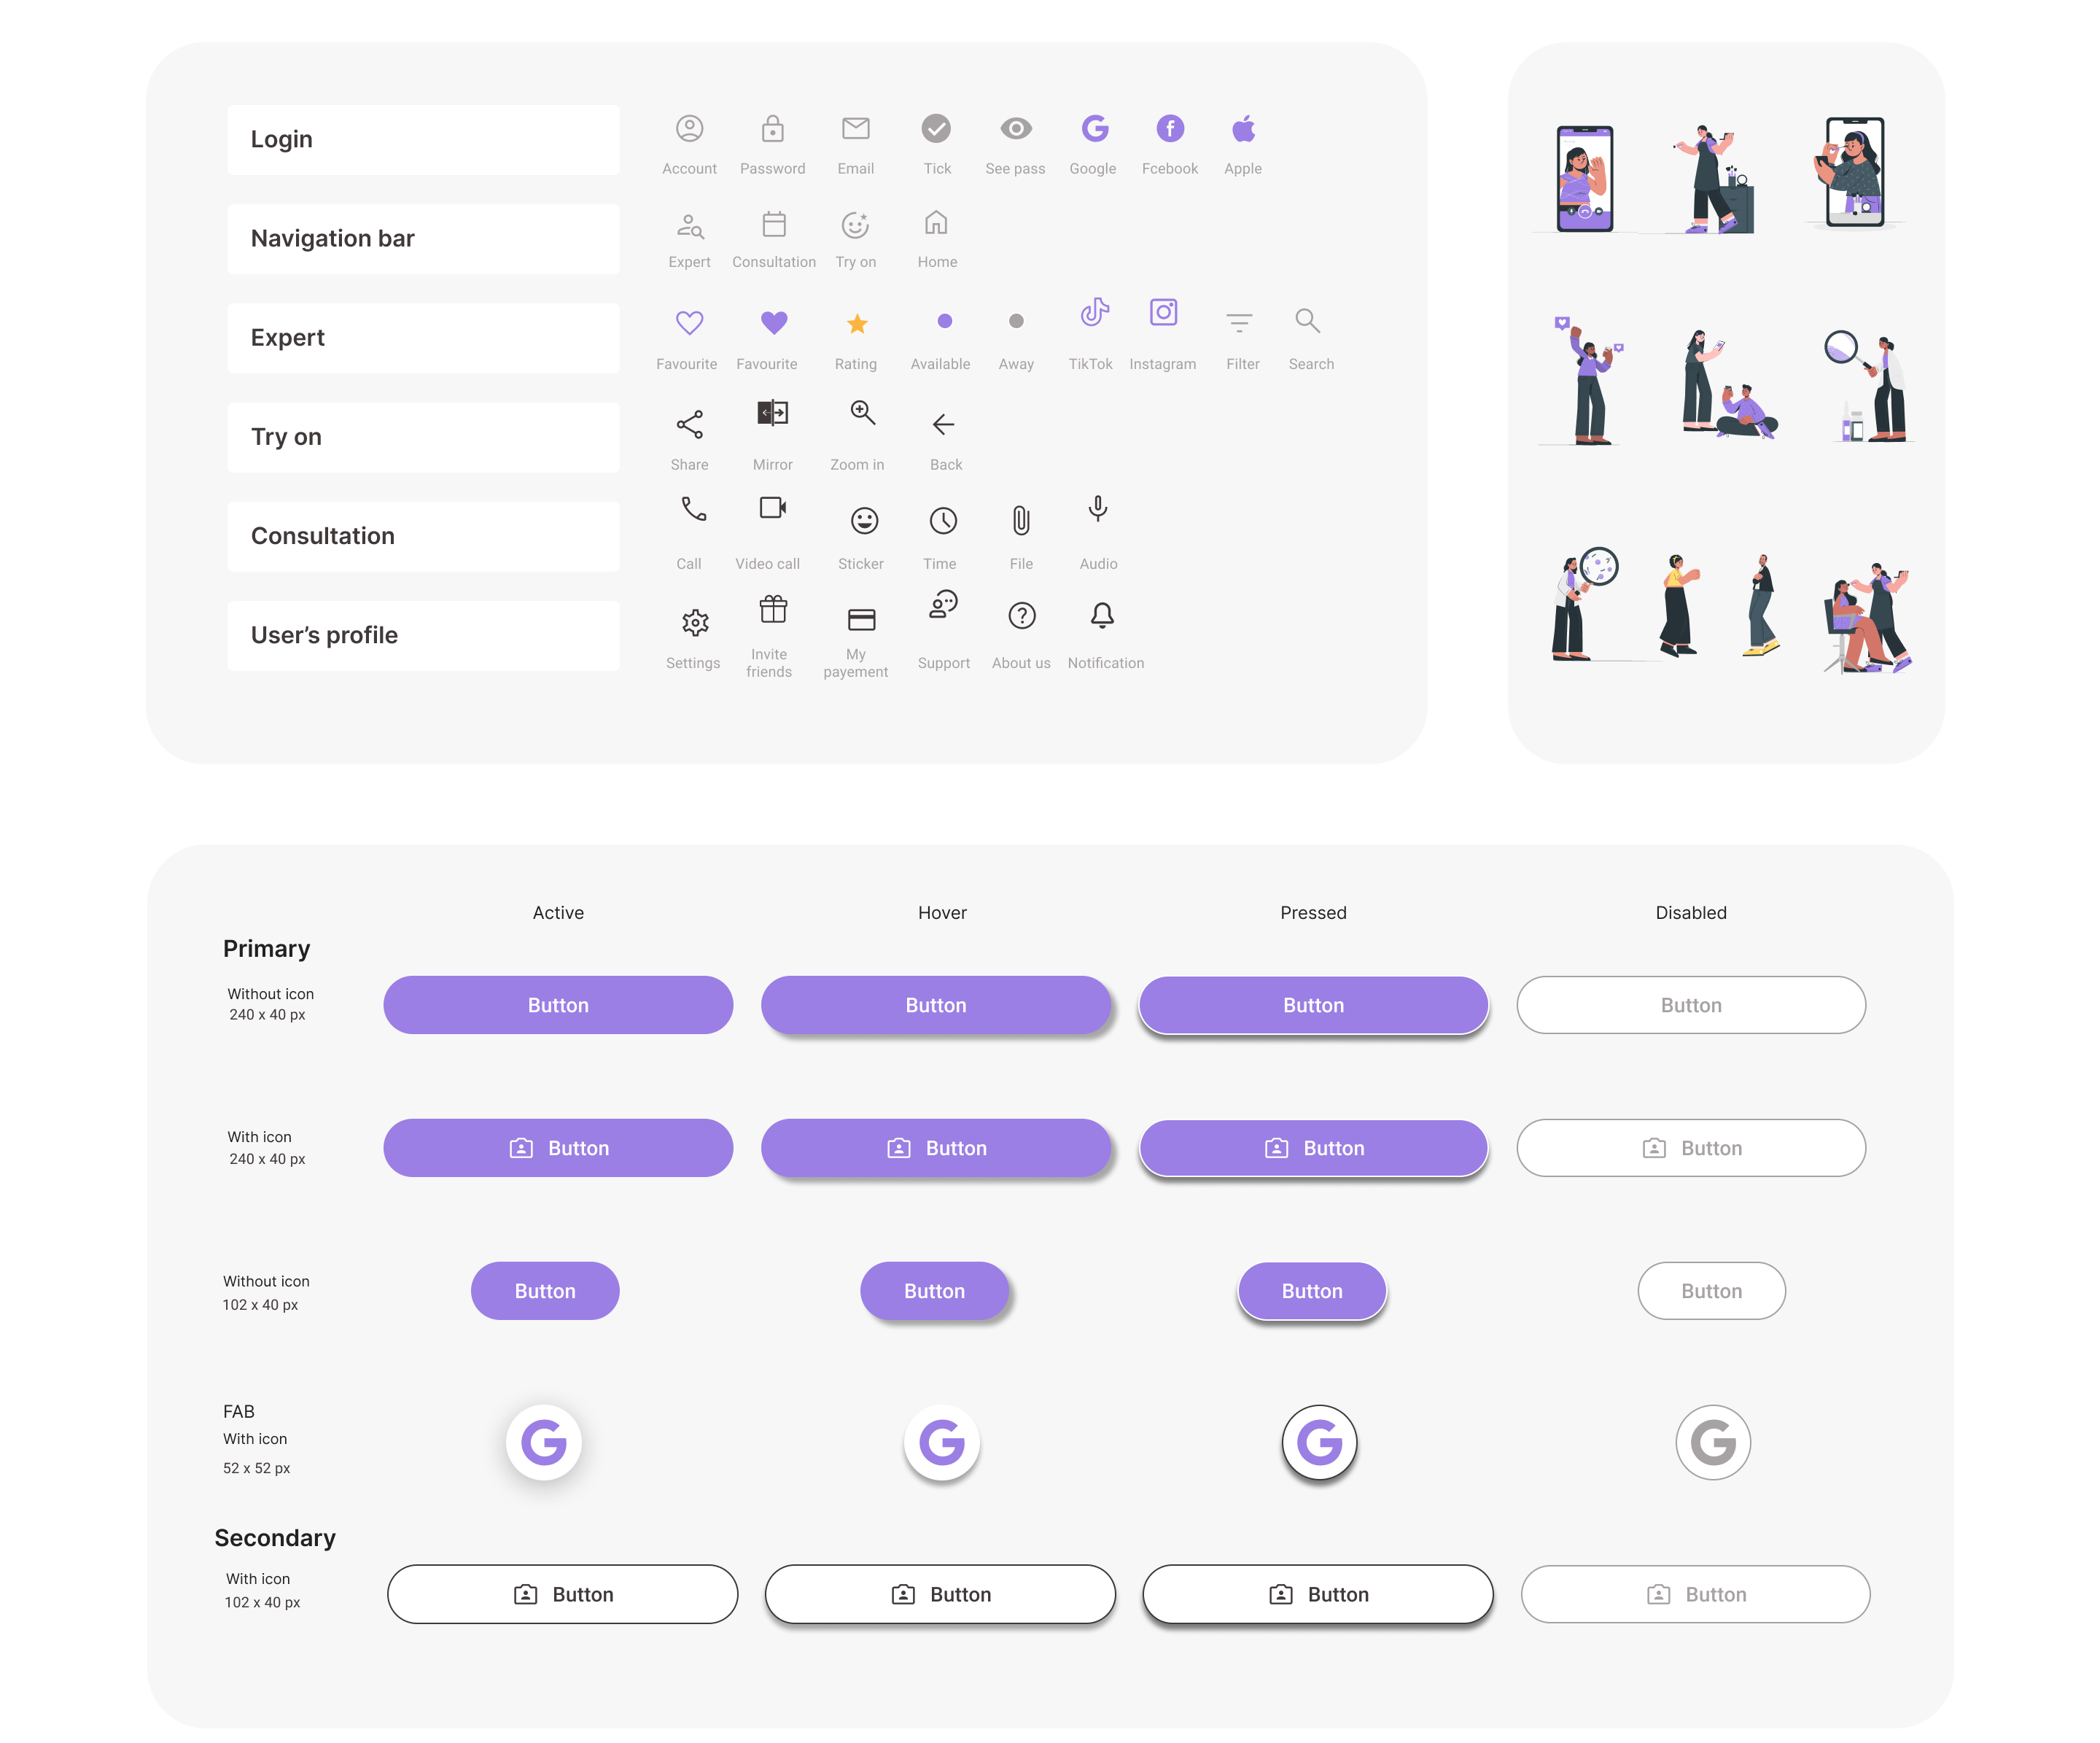 Login
Account Password Email Tick See pass Google Fcebook Apple
Navigation bar
Expert Consultation Try on Home
Expert
Favourite Favourite Rating Available Away TikTok Instagram Filter Search
Try on
Share Mirror Zoom in Back
Consultation
Call Video call Sticker Time File Audio
User’s profile
Settings Invite friends My payement Support About us Notification
Active Hover Pressed Disabled
Primary
Without icon
240 x 40 px
Button Button Button Button
With icon
240 x 40 px
Button Button Button Button
Without icon
102 x 40 px
Button Button Button Button
FAB
With icon
52 x 52 px
Secondary
With icon
102 x 40 px
Button Button Button Button